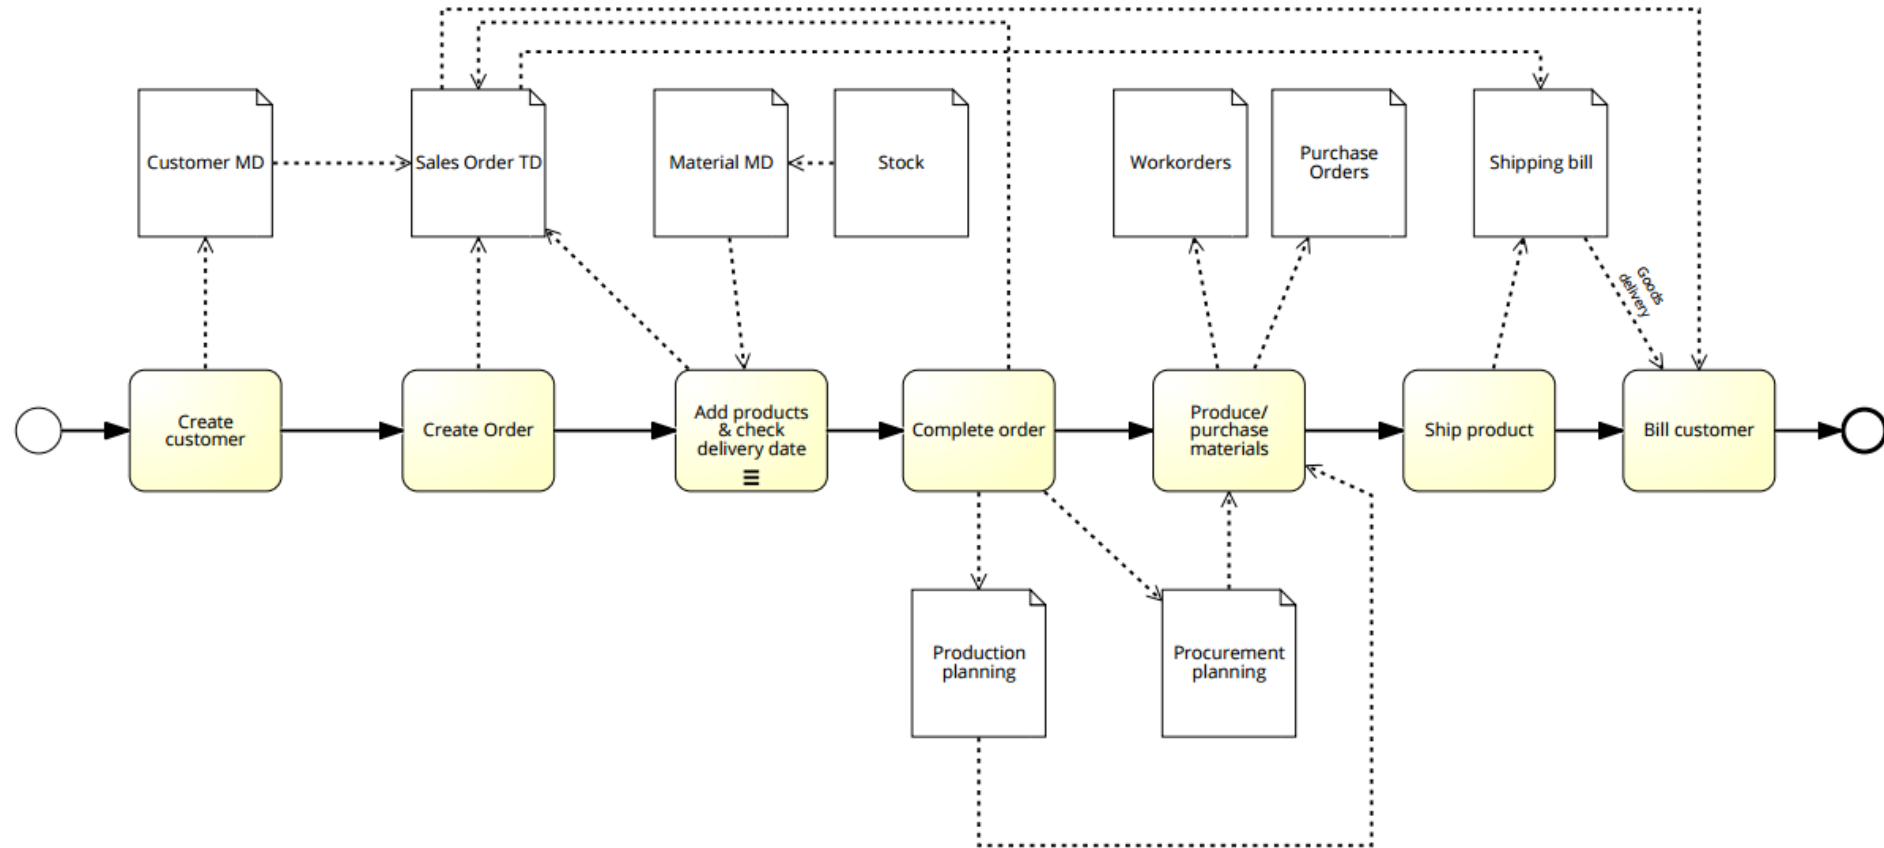 Customer MD
Sales Order TD
Material MD
Stock
Workorders
Purchase
Orders
Shipping bill
Goods
delivery
Create
customer
Create Order
Add products
& check
delivery date
Complete order
Produce/
purchase
materials
Ship product
Bill customer
Production
planning
Procurement
planning